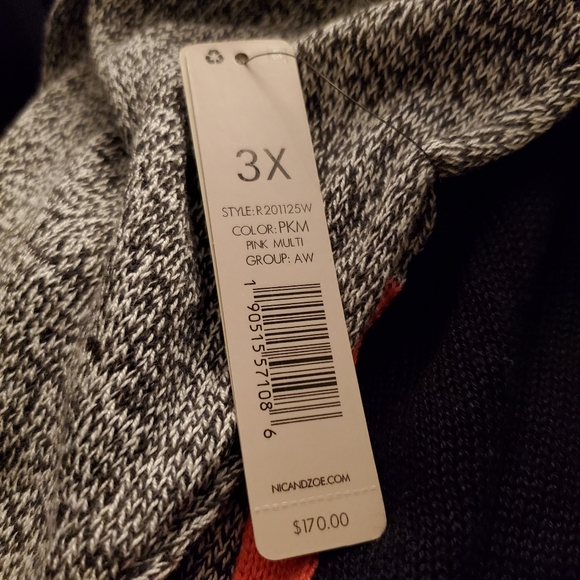 3X
STYLE:R201125W
COLOR: PKM
PINK MULTI
GROUP: AW
1 90515 57108 6
NICANDZOE.COM
$170.00